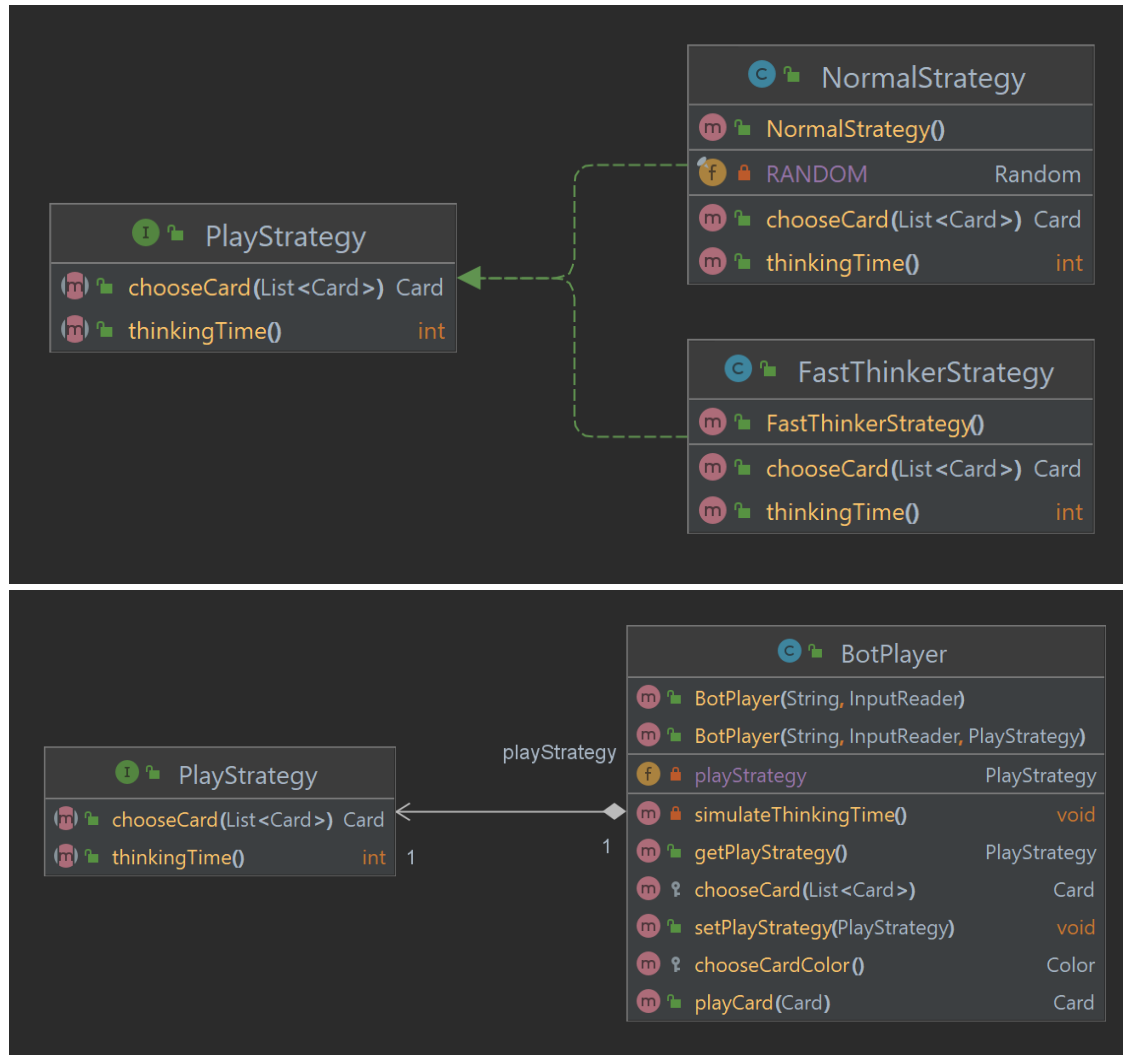 PlayStrategy
chooseCard(List<Card>) Card
thinkingTime() int
NormalStrategy
NormalStrategy()
RANDOM Random
chooseCard(List<Card>) Card
thinkingTime() int
FastThinkerStrategy
FastThinkerStrategy()
chooseCard(List<Card>) Card
thinkingTime() int
PlayStrategy
chooseCard(List<Card>) Card
thinkingTime() int
1
playStrategy
1
BotPlayer
BotPlayer(String, InputReader)
BotPlayer(String, InputReader, PlayStrategy)
playStrategy PlayStrategy
simulateThinkingTime() void
getPlayStrategy() PlayStrategy
chooseCard(List<Card>) Card
setPlayStrategy(PlayStrategy) void
chooseCardColor() Color
playCard(Card) Card